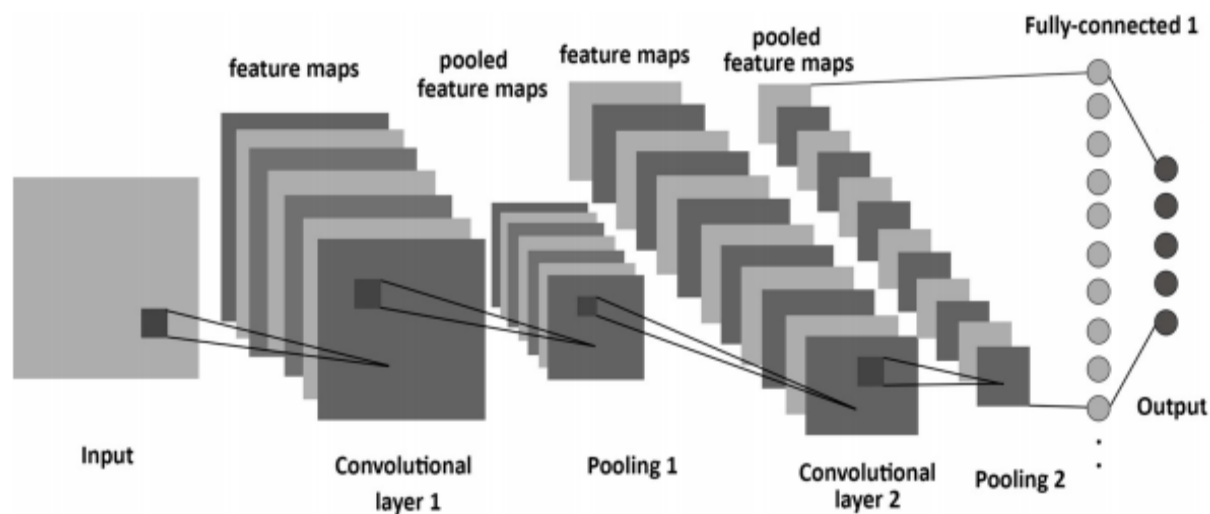 feature maps
pooled
feature maps
feature maps
pooled
feature maps
Fully-connected 1
Input
Convolutional
layer 1
Pooling 1
Convolutional
layer 2
Pooling 2
Output